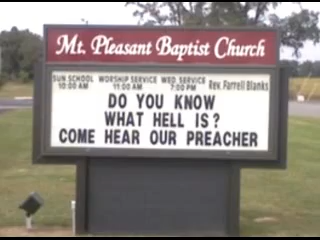 Mt. Pleasant Baptist Church
SUN.SCHOOL WORSHIP SERVICE WED. SERVICE Rev. Farrell Blanks
10:00 AM 11:00 AM 7:00 PM
DO YOU KNOW
WHAT HELL IS?
COME HEAR OUR PREACHER